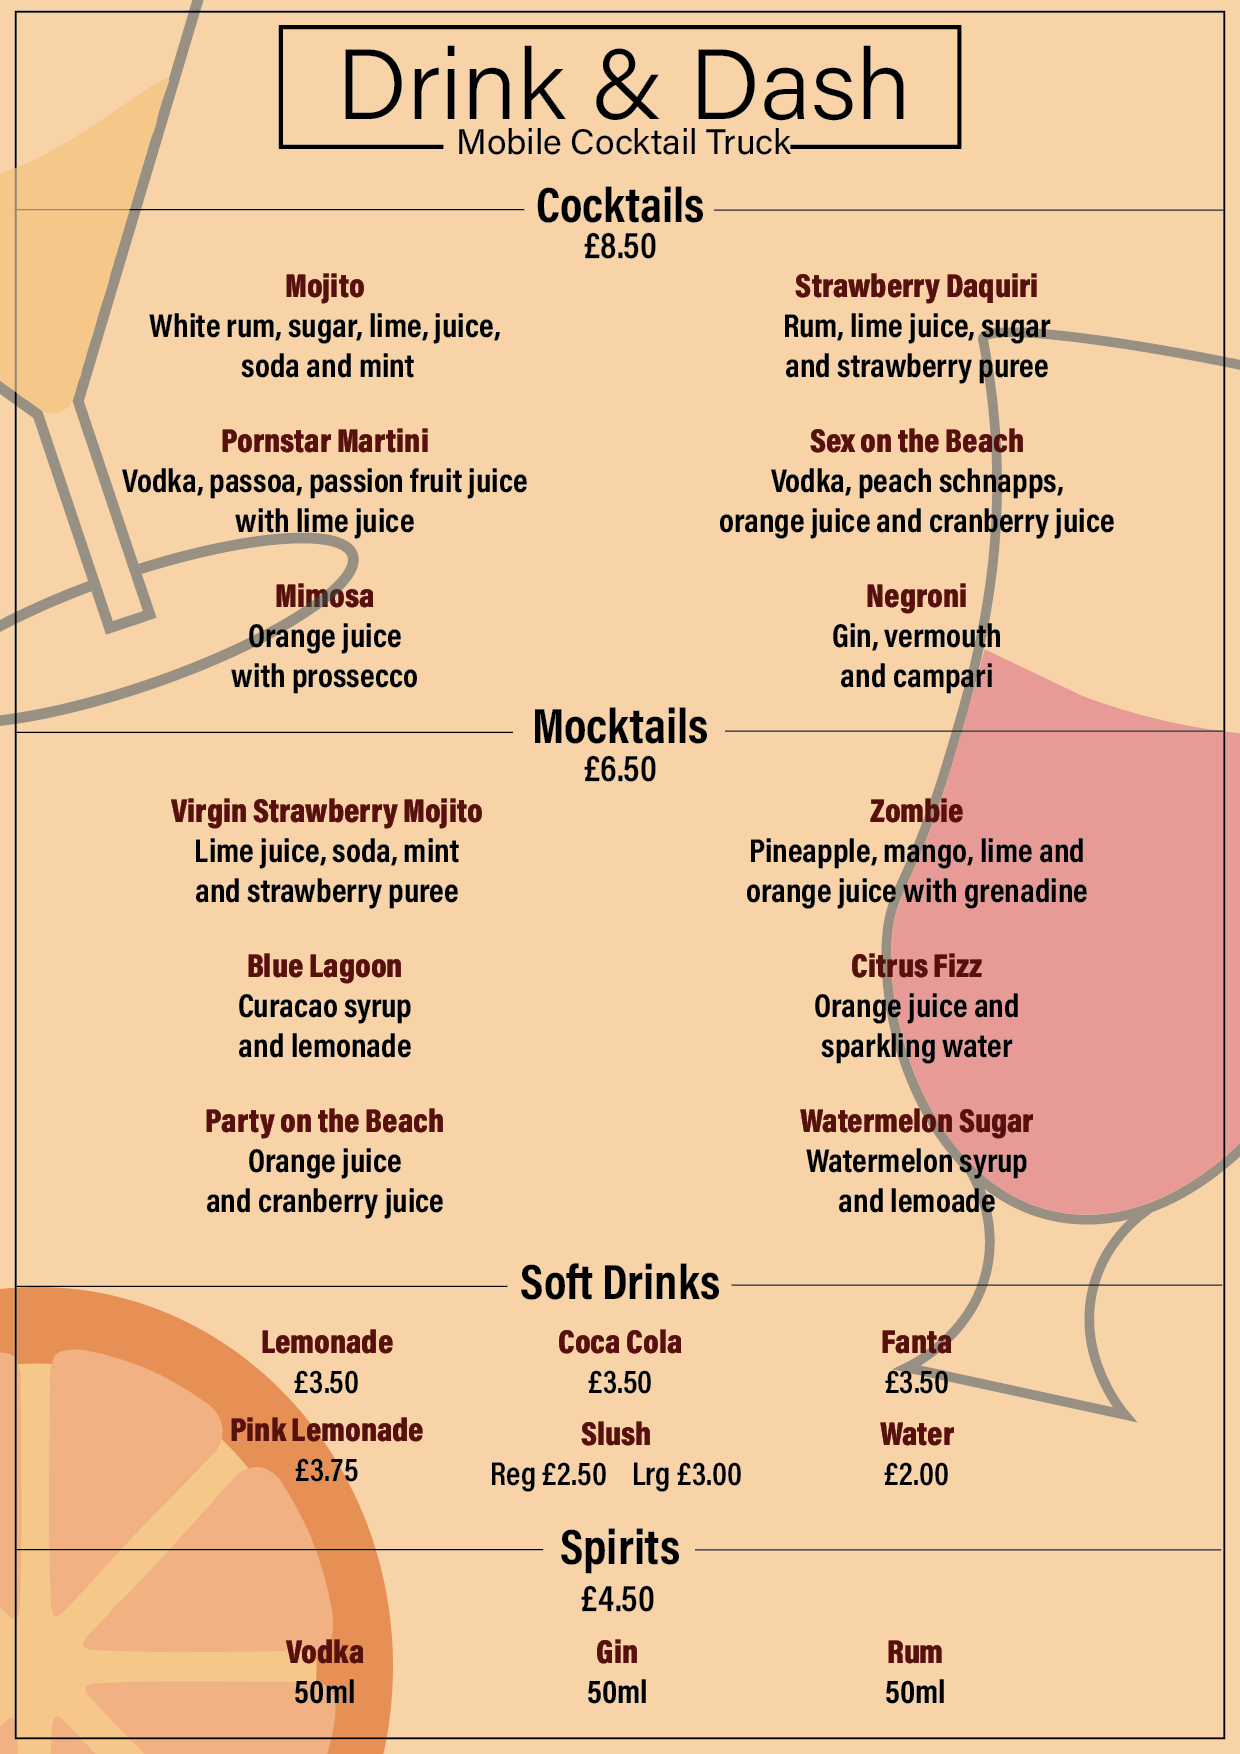 Drink & Dash
Mobile Cocktail Truck
Cocktails
£8.50
Mojito
White rum, sugar, lime, juice,
soda and mint
Strawberry Daquiri
Rum, lime juice, sugar
and strawberry puree
Pornstar Martini
Vodka, passoa, passion fruit juice
with lime juice
Sex on the Beach
Vodka, peach schnapps,
orange juice and cranberry juice
Mimosa
Orange juice
with prossecco
Negroni
Gin, vermouth
and campari
Mocktails
£6.50
Virgin Strawberry Mojito
Lime juice, soda, mint
and strawberry puree
Zombie
Pineapple, mango, lime and
orange juice with grenadine
Blue Lagoon
Curacao syrup
and lemonade
Citrus Fizz
Orange juice and
sparkling water
Party on the Beach
Orange juice
and cranberry juice
Watermelon Sugar
Watermelon syrup
and lemoade
Soft Drinks
Lemonade
£3.50
Coca Cola
£3.50
Fanta
£3.50
Pink Lemonade
£3.75
Slush
Reg £2.50 Lrg £3.00
Water
£2.00
Spirits
£4.50
Vodka
50ml
Gin
50ml
Rum
50ml